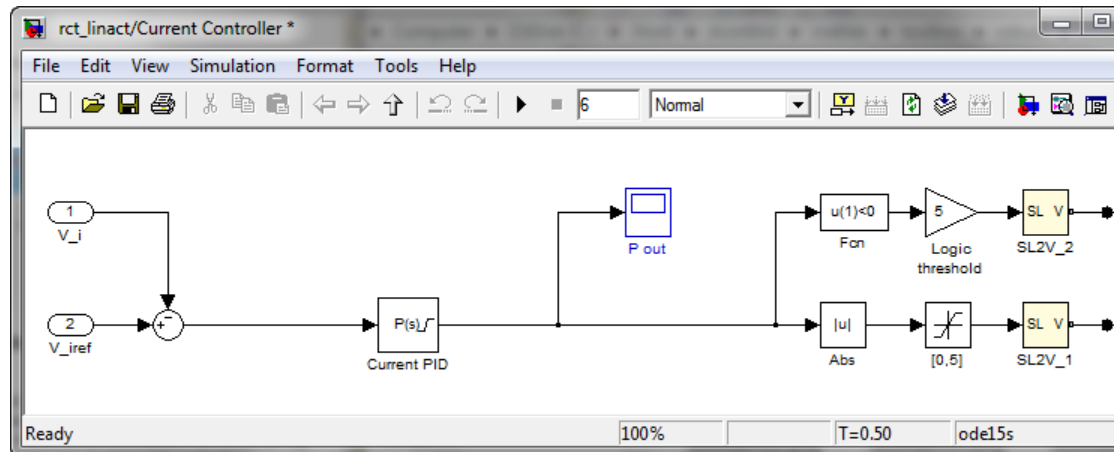 rct_linact/Current Controller *
File Edit View Simulation Format Tools Help
6 Normal
1
V_i
P out
u(1)<0
Fcn
5
Logic
threshold
SL V
SL2V_2
2
V_iref
+
−
P(s)
Current PID
|u|
Abs
[0,5]
SL V
SL2V_1
Ready 100% T=0.50 ode15s